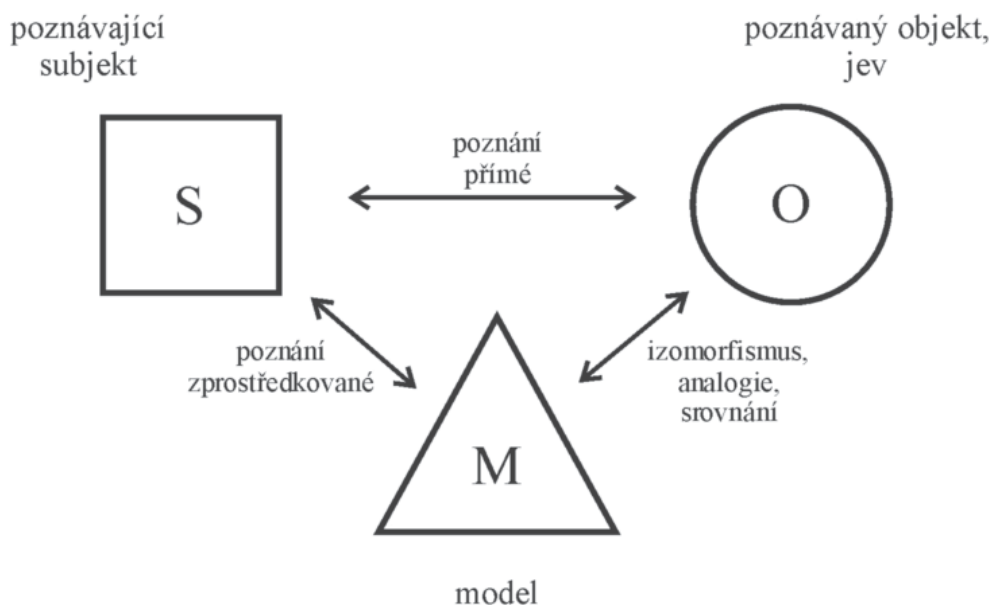 poznávající
subjekt
poznávaný objekt,
jev
S
poznání
přímé
O
poznání
zprostředkované
M
izomorfismus,
analogie,
srovnání
model